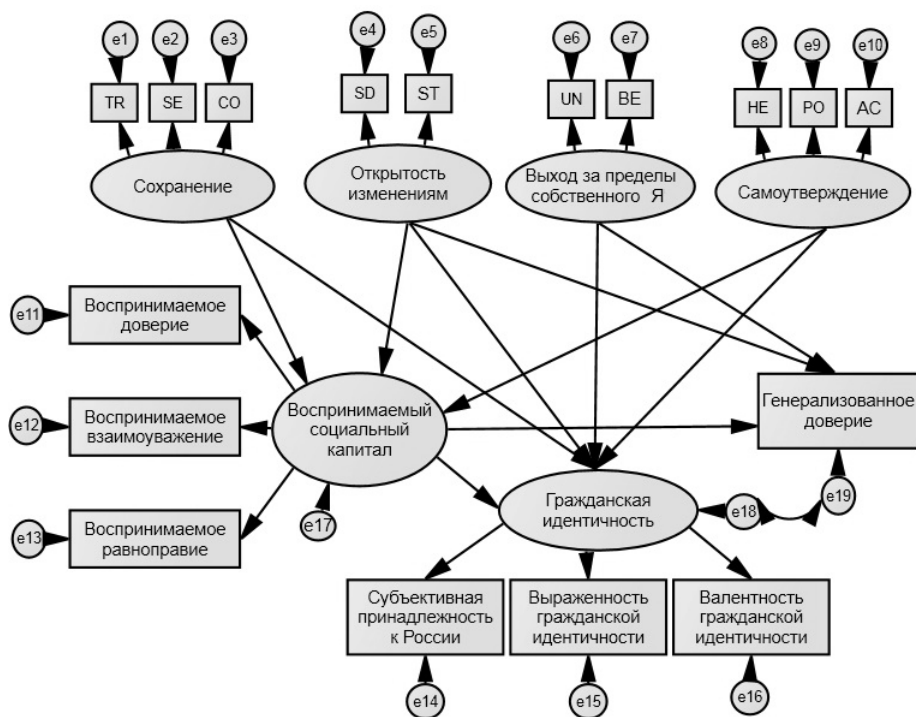 e1
e2
e3
e4
e5
e6
e7
e8
e9
e10
TR
SE
CO
SD
ST
UN
BE
HE
PO
AC
Сохранение
Открытость
изменениям
Выход за пределы
собственного Я
Самоутверждение
e11
Воспринимаемое
доверие
e12
Воспринимаемое
взаимоуважение
e13
Воспринимаемое
равноправие
Воспринимаемый
социальный
капитал
e17
Генерализованное
доверие
e19
e18
Гражданская
идентичность
Субъективная
принадлежность
к России
Выраженность
гражданской
идентичности
Валентность
гражданской
идентичности
e14
e15
e16